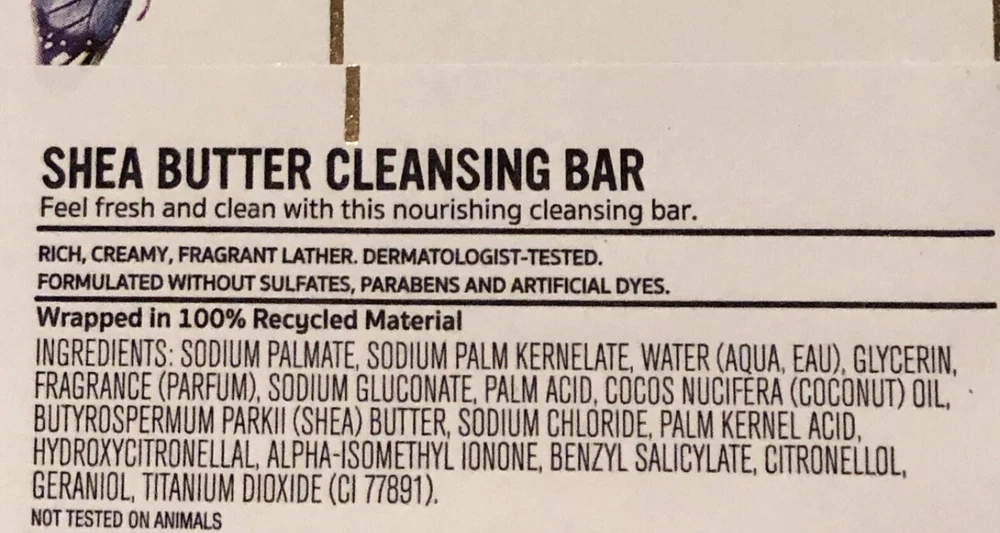 SHEA BUTTER CLEANSING BAR
Feel fresh and clean with this nourishing cleansing bar.
RICH, CREAMY, FRAGRANT LATHER. DERMATOLOGIST-TESTED.
FORMULATED WITHOUT SULFATES, PARABENS AND ARTIFICIAL DYES.
Wrapped in 100% Recycled Material
INGREDIENTS: SODIUM PALMATE, SODIUM PALM KERNELATE, WATER (AQUA, EAU), GLYCERIN,
FRAGRANCE (PARFUM), SODIUM GLUCONATE, PALM ACID, COCOS NUCIFERA (COCONUT) OIL,
BUTYROSPERMUM PARKII (SHEA) BUTTER, SODIUM CHLORIDE, PALM KERNEL ACID,
HYDROXYCITRONELLAL, ALPHA-ISOMETHYL IONONE, BENZYL SALICYLATE, CITRONELLOL,
GERANIOL, TITANIUM DIOXIDE (CI 77891).
NOT TESTED ON ANIMALS